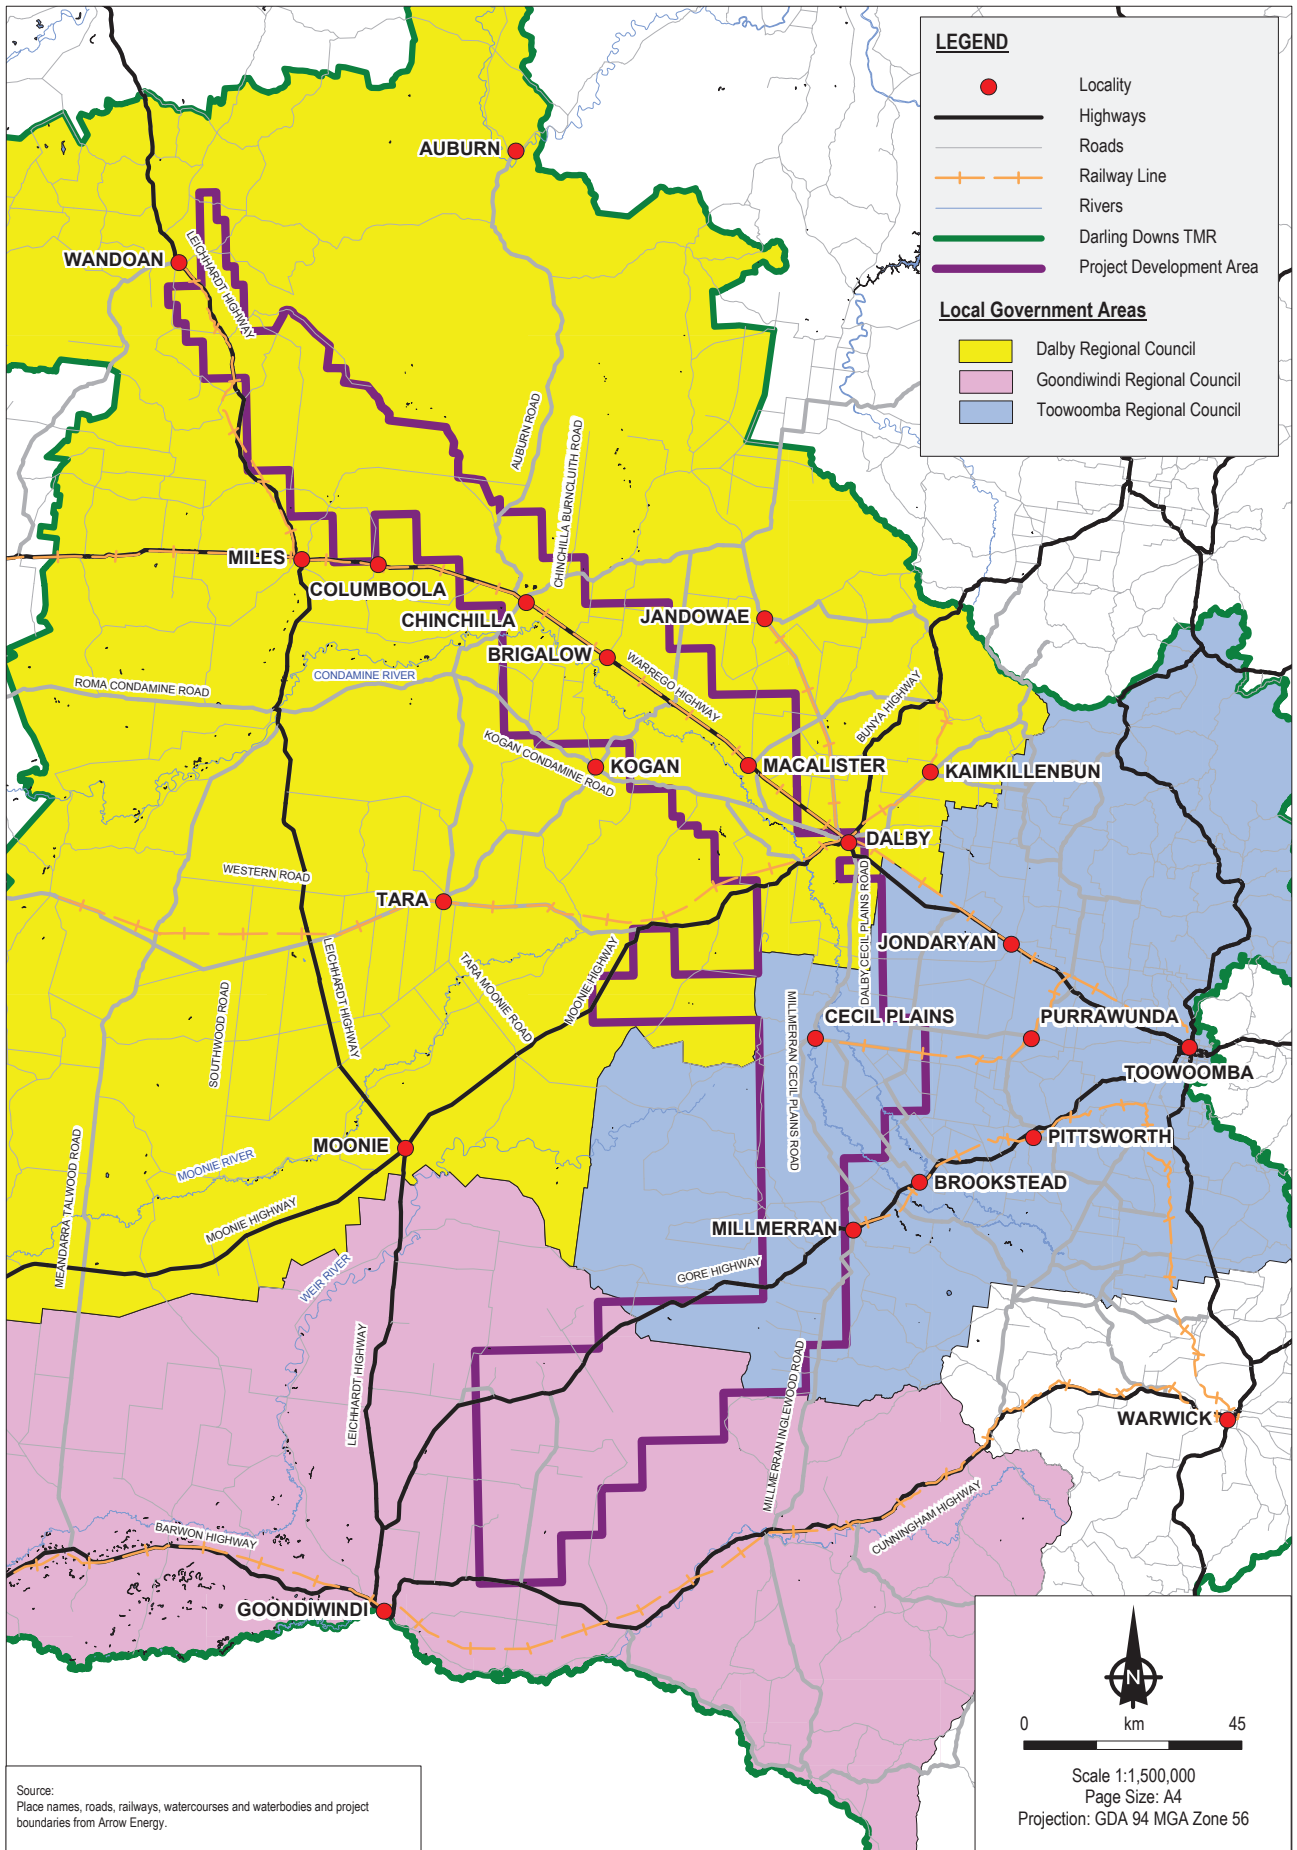 LEGEND
Locality
Highways
Roads
Railway Line
Rivers
Darling Downs TMR
Project Development Area
Local Government Areas
Dalby Regional Council
Goondiwindi Regional Council
Toowoomba Regional Council
AUBURN
WANDOAN
LEICHHARDT HIGHWAY
AUBURN ROAD
CHINCHILLA BURNCLUITH ROAD
MILES
COLUMBOOLA
CHINCHILLA
JANDOWAE
BRIGALOW
WARREGO HIGHWAY
CONDAMINE RIVER
ROMA CONDAMINE ROAD
BUNYA HIGHWAY
KOGAN CONDAMINE ROAD
KOGAN
MACALISTER
KAIMKILLENBUN
DALBY
WESTERN ROAD
TARA
DALBY CECIL PLAINS ROAD
JONDARYAN
LEICHHARDT HIGHWAY
TARA MOONIE ROAD
MOONIE HIGHWAY
SOUTHWOOD ROAD
MILLMERRAN CECIL PLAINS ROAD
CECIL PLAINS
PURRAWUNDA
TOOWOOMBA
MOONIE
PITTSWORTH
MOONIE RIVER
MEANDARRA TALWOOD ROAD
BROOKSTEAD
MOONIE HIGHWAY
MILLMERRAN
WEIR RIVER
GORE HIGHWAY
LEICHHARDT HIGHWAY
MILLMERRAN INGLEWOOD ROAD
WARWICK
CUNNINGHAM HIGHWAY
BARWON HIGHWAY
GOONDIWINDI
N
0 km 45
Scale 1:1,500,000
Page Size: A4
Projection: GDA 94 MGA Zone 56
Source:
Place names, roads, railways, watercourses and waterbodies and project
boundaries from Arrow Energy.